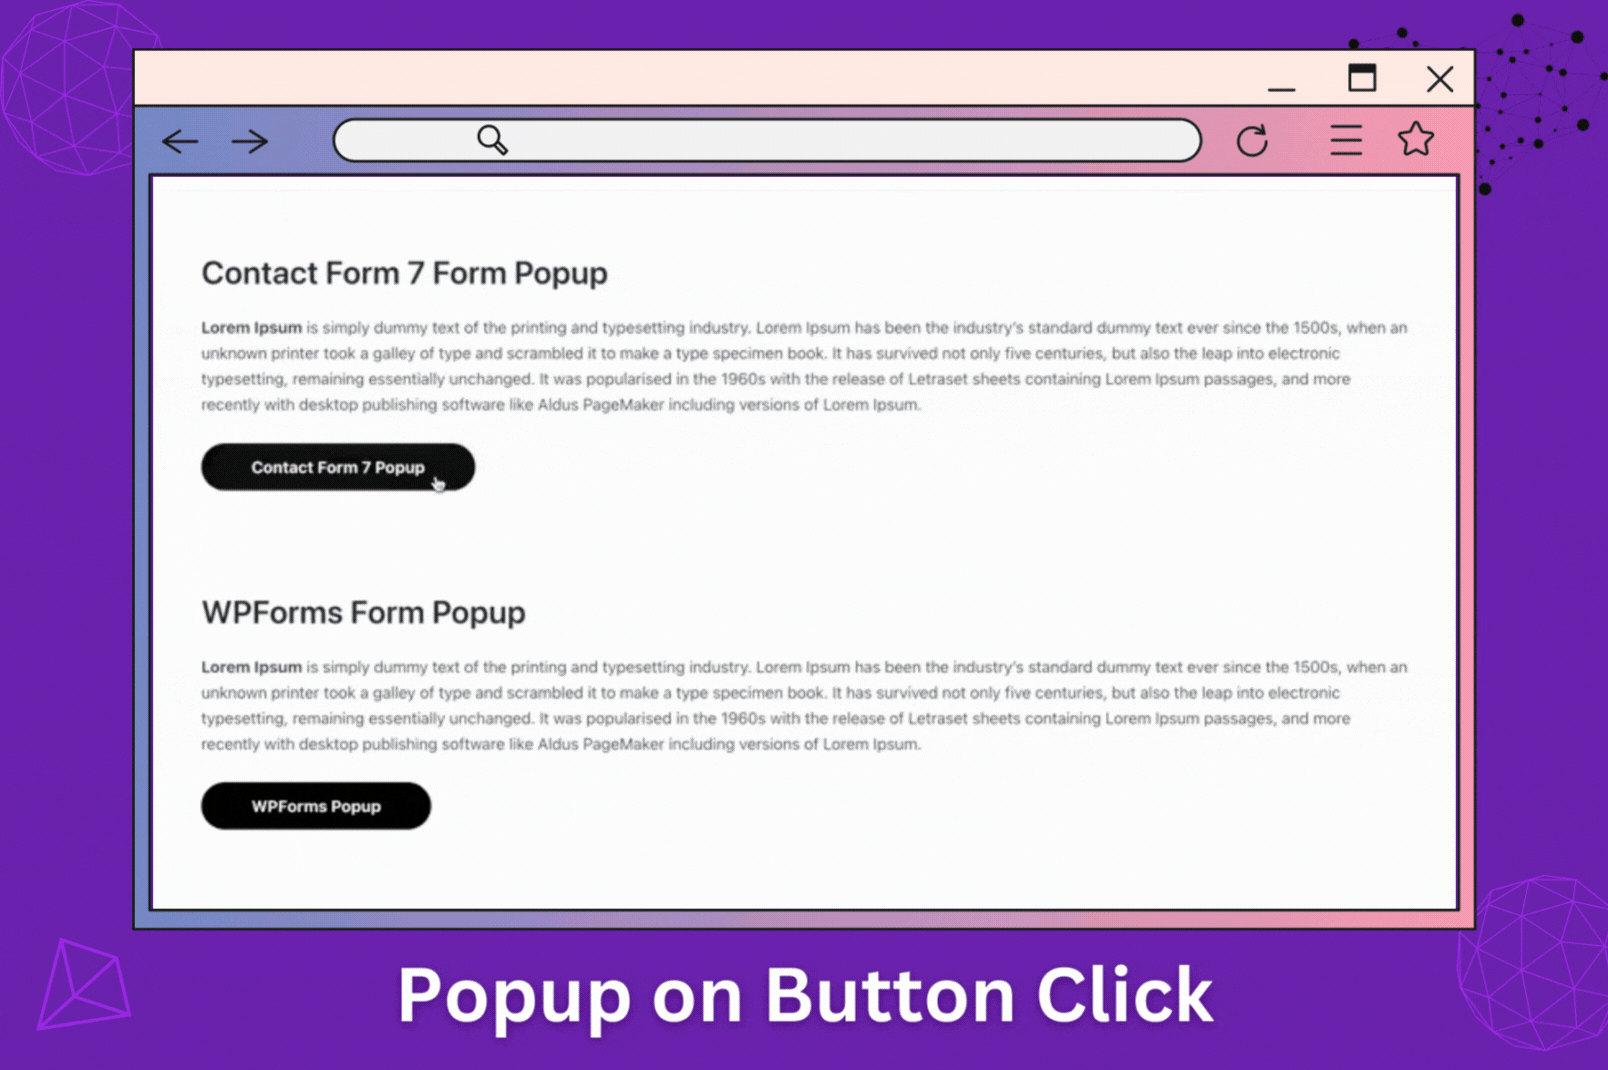 Contact Form 7 Form Popup
Lorem Ipsum is simply dummy text of the printing and typesetting industry. Lorem Ipsum has been the industry's standard dummy text ever since the 1500s, when an
unknown printer took a galley of type and scrambled it to make a type specimen book. It has survived not only five centuries, but also the leap into electronic
typesetting, remaining essentially unchanged. It was popularised in the 1960s with the release of Letraset sheets containing Lorem Ipsum passages, and more
recently with desktop publishing software like Aldus PageMaker including versions of Lorem Ipsum.
Contact Form 7 Popup
WPForms Form Popup
Lorem Ipsum is simply dummy text of the printing and typesetting industry. Lorem Ipsum has been the industry's standard dummy text ever since the 1500s, when an
unknown printer took a galley of type and scrambled it to make a type specimen book. It has survived not only five centuries, but also the leap into electronic
typesetting, remaining essentially unchanged. It was popularised in the 1960s with the release of Letraset sheets containing Lorem Ipsum passages, and more
recently with desktop publishing software like Aldus PageMaker including versions of Lorem Ipsum.
WPForms Popup
Popup on Button Click